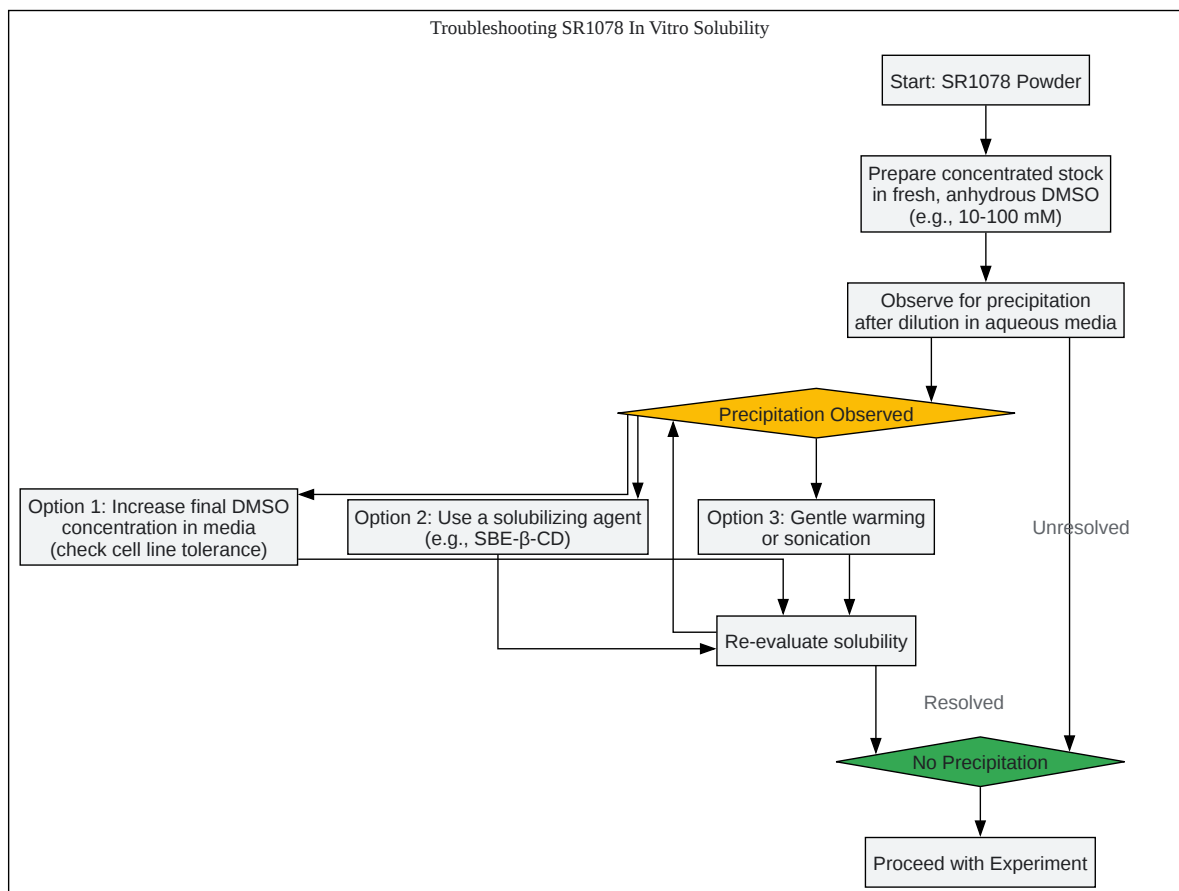 Troubleshooting SR1078 In Vitro Solubility
Start: SR1078 Powder
Prepare concentrated stock
in fresh, anhydrous DMSO
(e.g., 10-100 mM)
Observe for precipitation
after dilution in aqueous media
Precipitation Observed
Option 1: Increase final DMSO
concentration in media
(check cell line tolerance)
Option 2: Use a solubilizing agent
(e.g., SBE-β-CD)
Option 3: Gentle warming
or sonication
Unresolved
Re-evaluate solubility
Resolved
No Precipitation
Proceed with Experiment